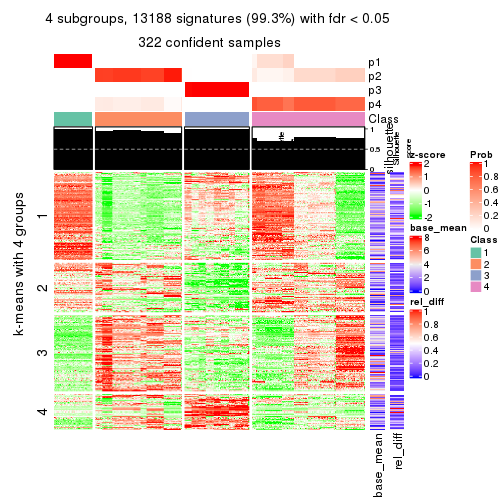 4 subgroups, 13188 signatures (99.3%) with fdr < 0.05
322 confident samples
p1
p2
p3
p4
Class
1
0.5
0
Silhouette
k-means with 4 groups
1
2
3
4
base_mean
rel_diff
z-score
2
1
0
-1
-2
base_mean
8
6
4
2
0
rel_diff
1
0.8
0.6
0.4
0.2
0
Prob
1
0.8
0.6
0.4
0.2
0
Class
1
2
3
4